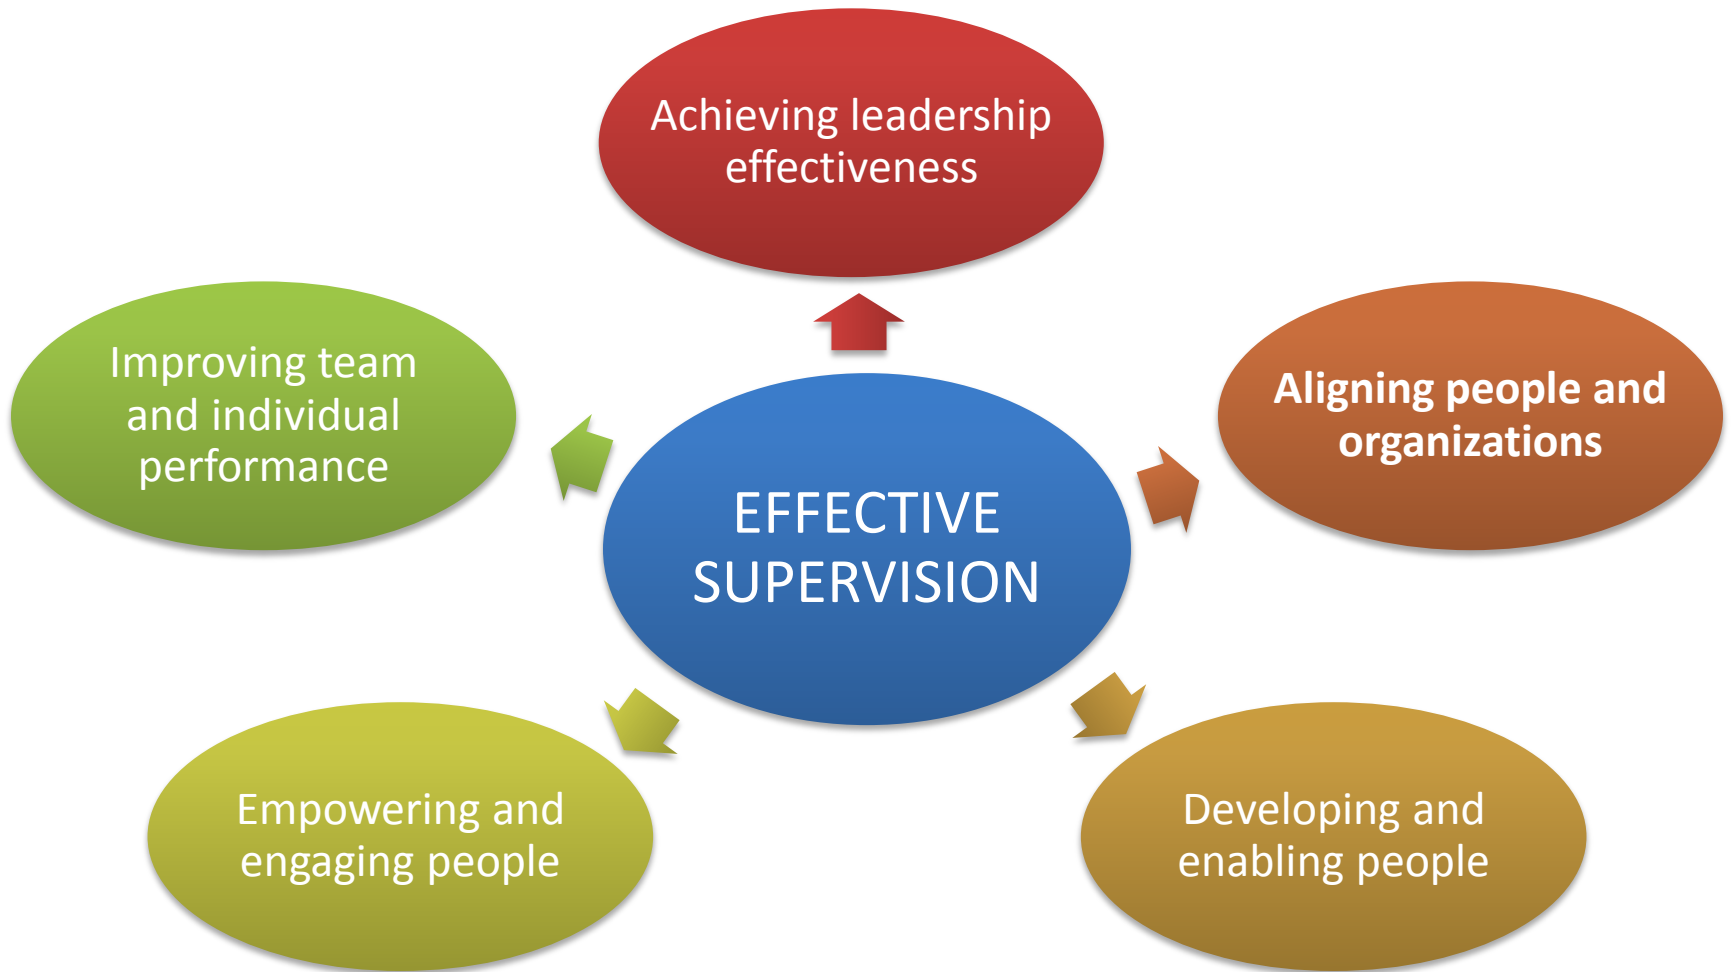 Achieving leadership
effectiveness
Improving team
and individual
performance
Aligning people and
organizations
EFFECTIVE
SUPERVISION
Empowering and
engaging people
Developing and
enabling people